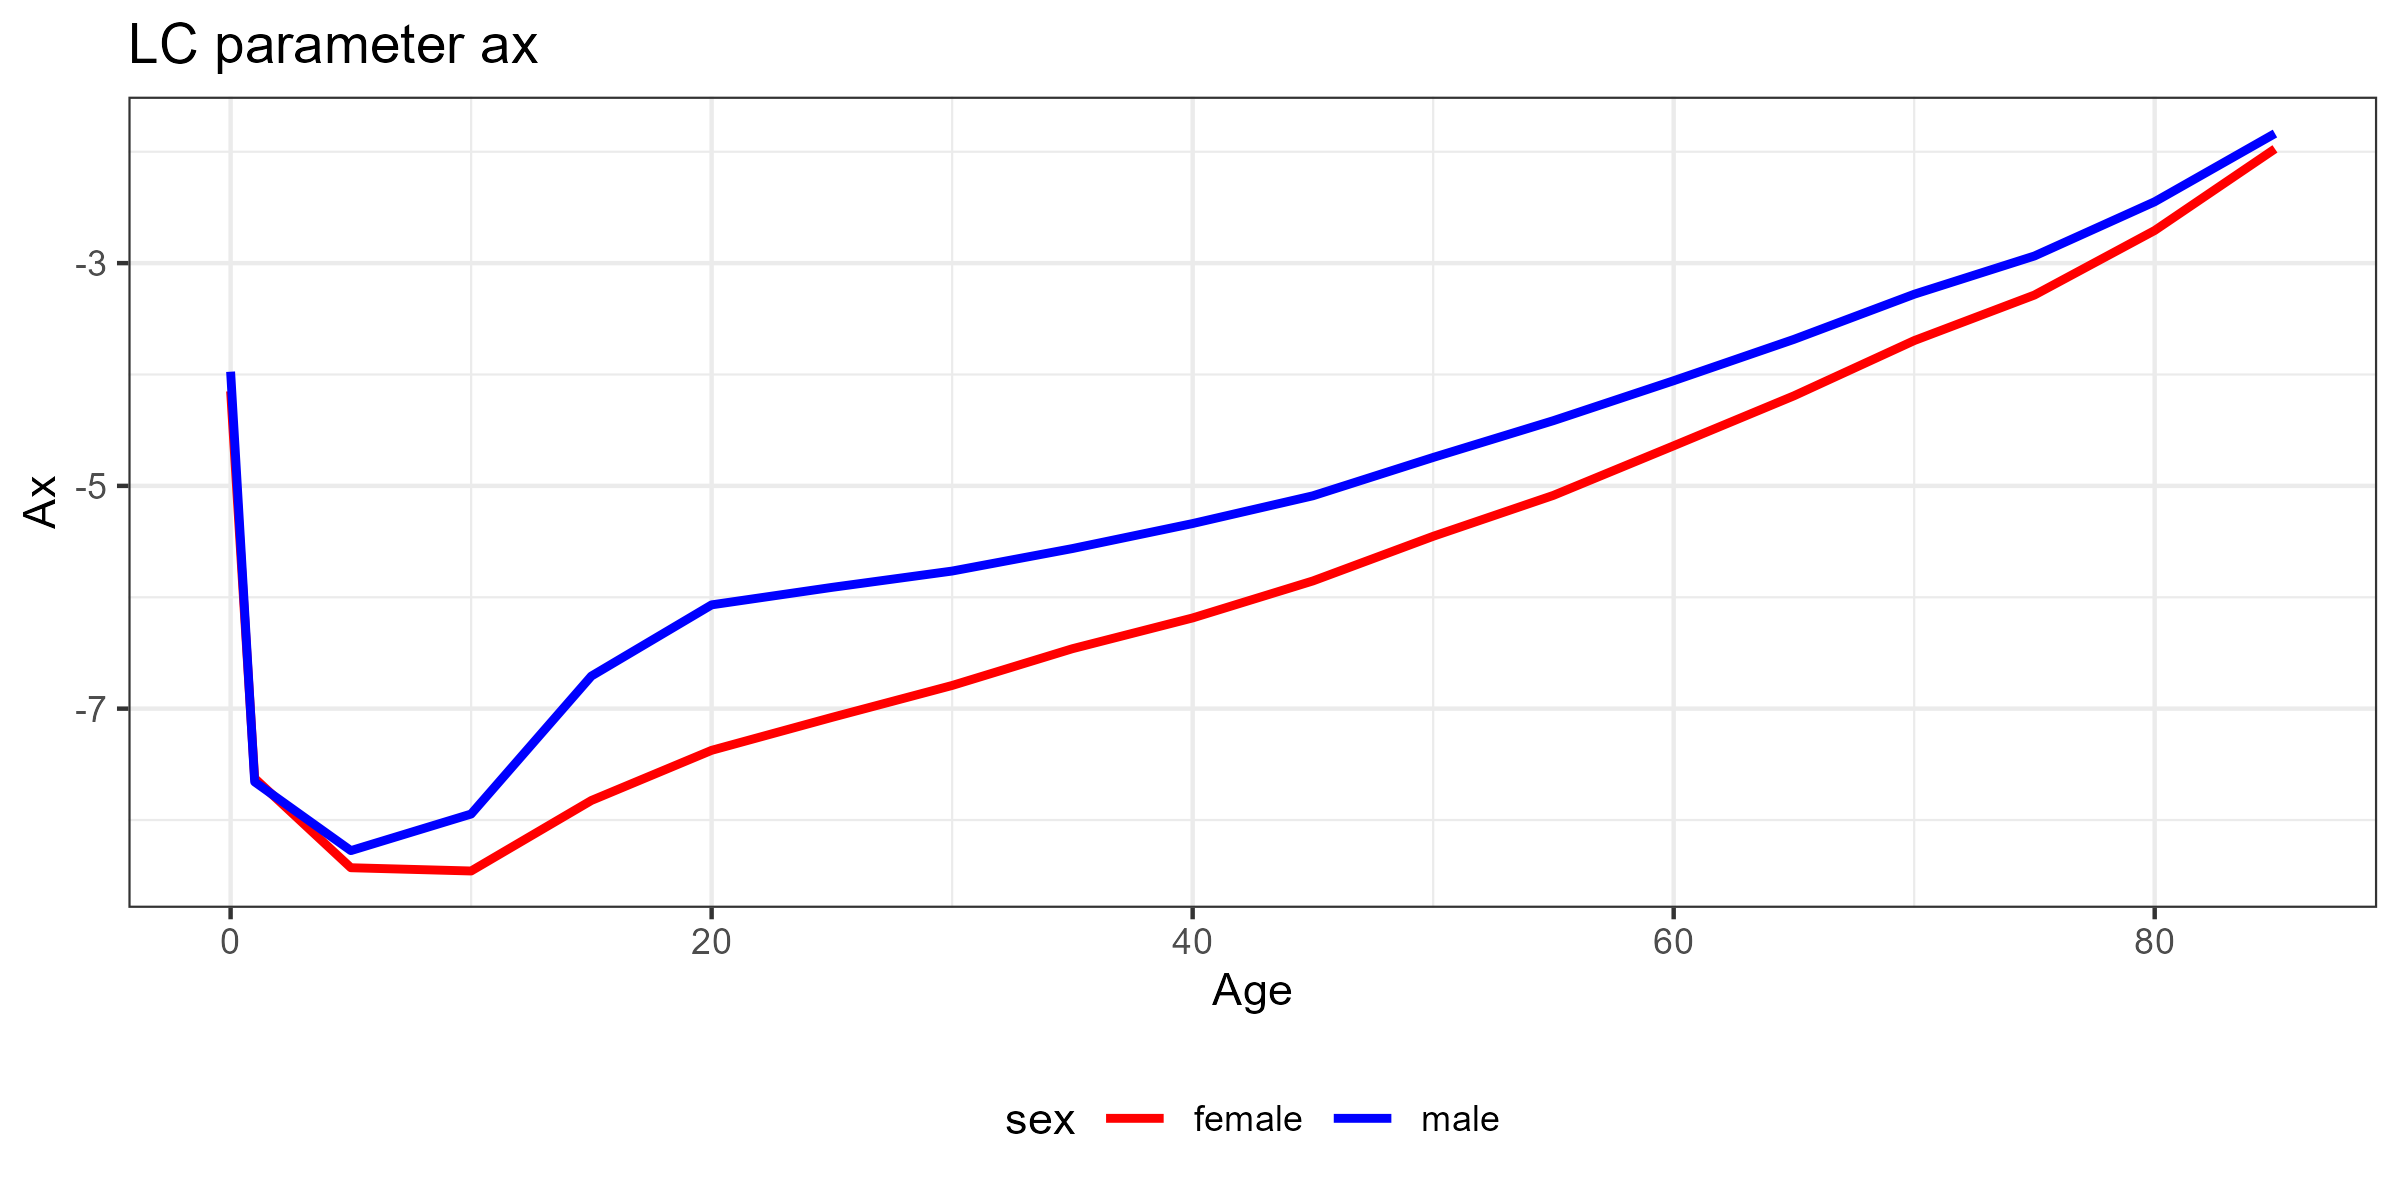 LC parameter ax
Ax
-3
-5
-7
0 20 40 60 80
Age
sex female male